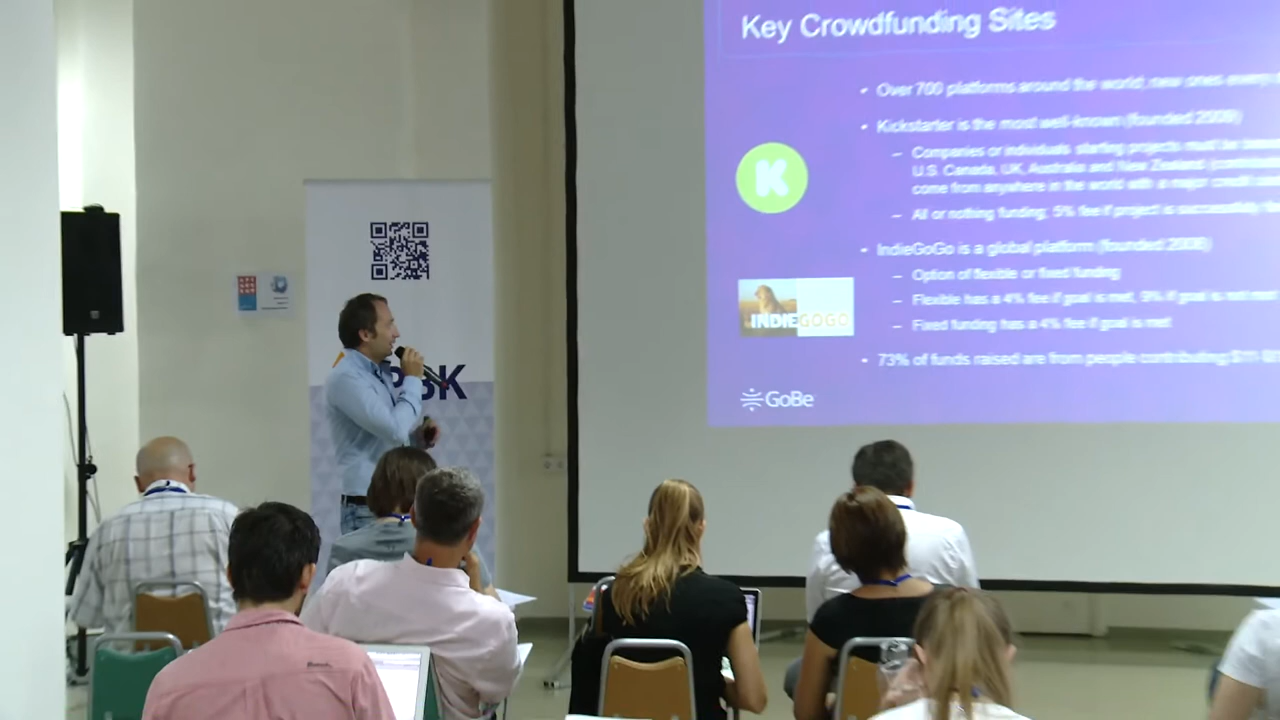 Key Crowdfunding Sites
• Over 700 platforms around the world, new ones every
• Kickstarter is the most well-known (founded 2009)
– Companies or individuals starting projects must be
U.S. Canada, UK, Australia and New Zealand
come from anywhere in the world with a major credit
– All or nothing funding; 5% fee if project is successfully
K
• IndieGoGo is a global platform (founded 2008)
– Option of flexible or fixed funding
– Flexible has a 4% fee if goal is met, 9% if goal is not met
– Fixed funding has a 4% fee if goal is met
INDIEGOGO
• 73% of funds raised are from people contributing
GoBe